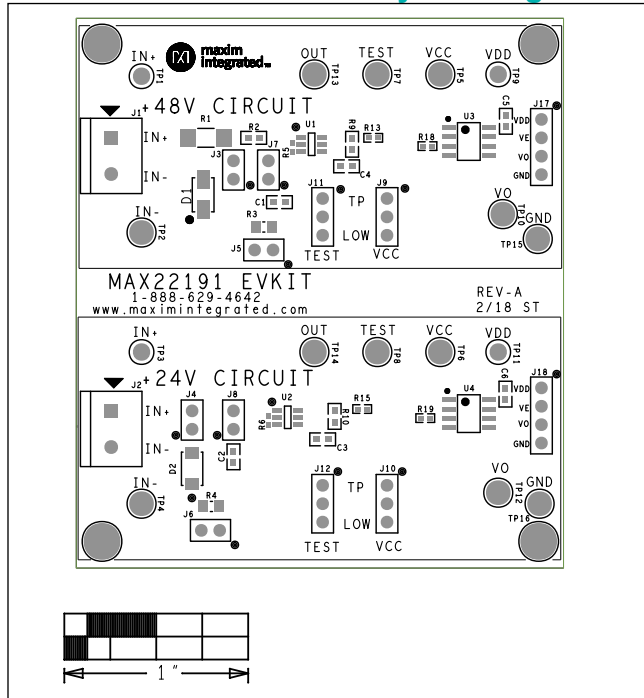 IN+ maxim integrated™ OUT TEST VCC VDD
TP1 TP13 TP7 TP5 TP9
J1 + 48V CIRCUIT
R1 R2 U1 R9 R13 R18 U3 C5 J17
IN+ J3 J7 R5 C4 VDD
VE
VO
IN- D1 C1 J11 TP J9 GND
IN- R3 VO TP10
TP2 J5 LOW GND
TEST VCC TP15
MAX22191 EVKIT
1-888-629-4642
www.maximintegrated.com
REV-A
2/18 ST
IN+ OUT TEST VCC VDD
TP3 TP14 TP8 TP6 TP11
J2 + 24V CIRCUIT
J4 J8 U2 R15 U4 C6 J18
IN+ R6 R10 R19 VDD
VE
VO
IN- D2 C2 C3 GND
IN- R4 J12 TP J10 VO GND
TP4 J6 LOW TP12 TP16
TEST VCC
1"